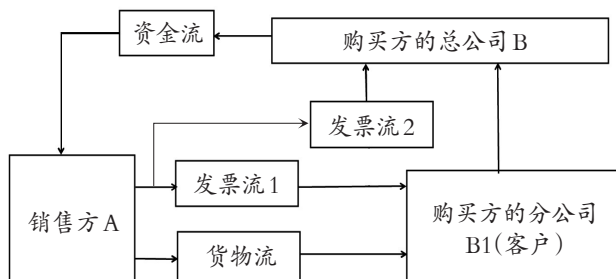 资金流
购买方的总公司B
发票流2
发票流1
销售方A
货物流
购买方的分公司
B1(客户)